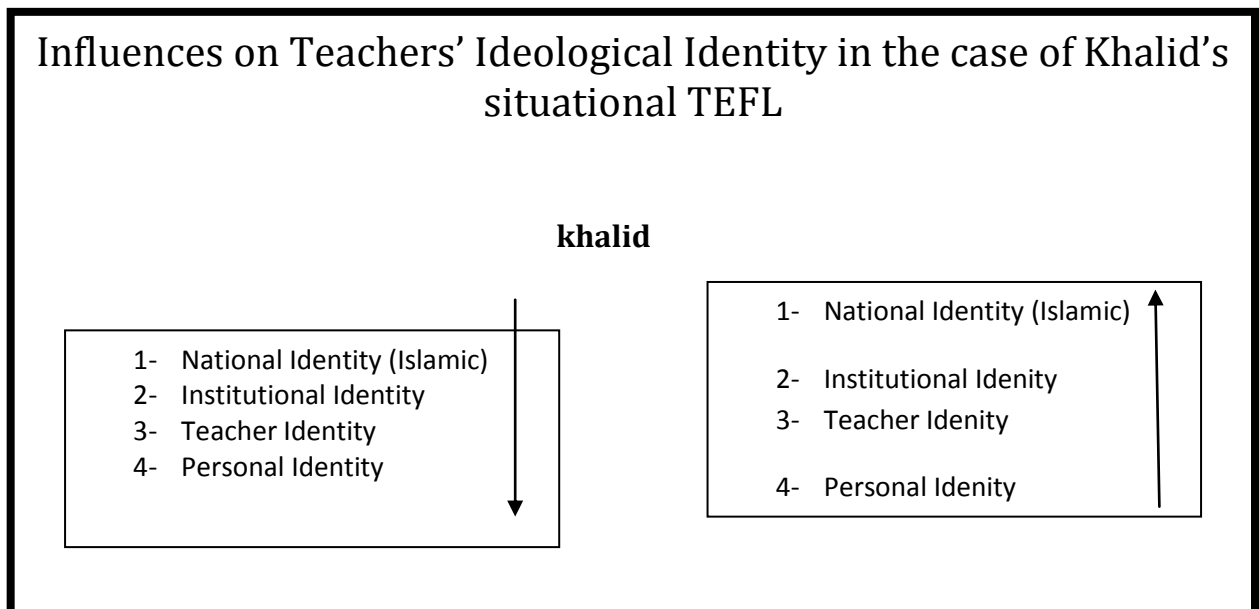 Influences on Teachers’ Ideological Identity in the case of Khalid’s
situational TEFL
khalid
1- National Identity (Islamic)
2- Institutional Identity
3- Teacher Identity
4- Personal Identity
1- National Identity (Islamic)
2- Institutional Idenity
3- Teacher Idenity
4- Personal Idenity